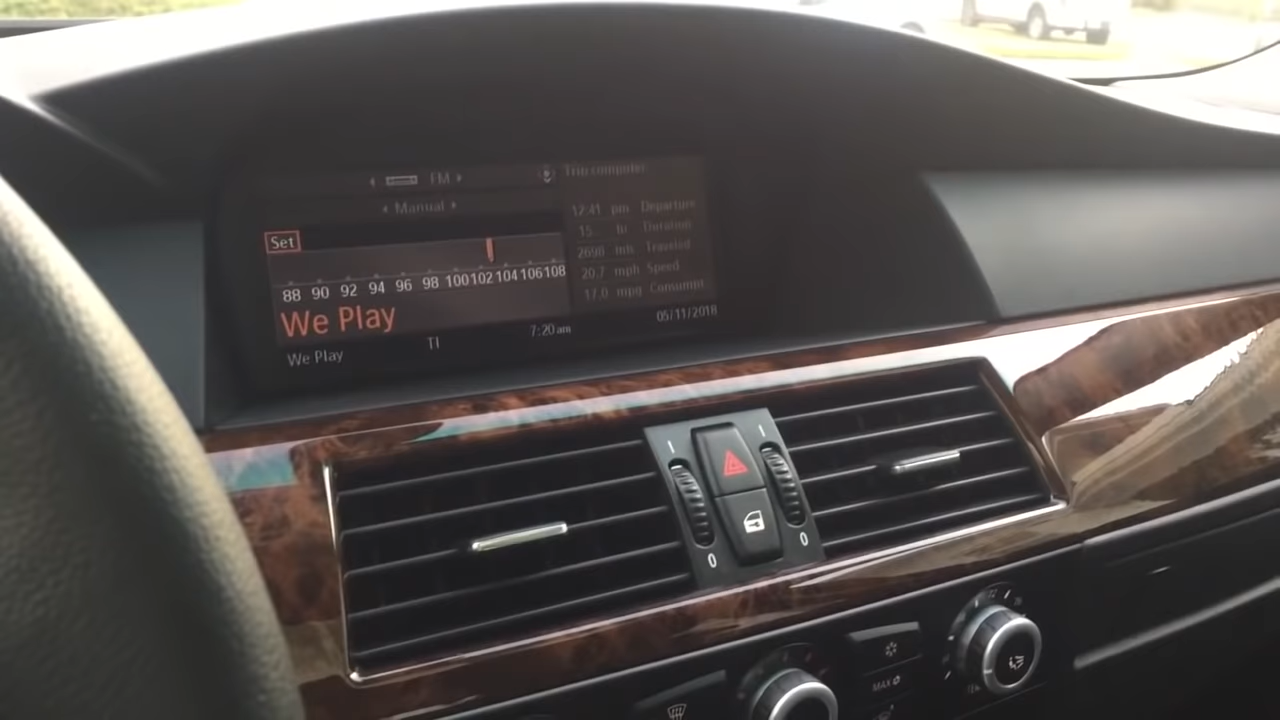 FM
Trip computer
Manual
Set
12:41 pm Departure
15. hr Duration
2698 mls Traveled
20.7 mph Speed
17.0 mpg Consumpt.
88 90 92 94 96 98 100 102 104 106 108
We Play
We Play TI 7:20 am 05/11/2018
I I
0 0
MAX